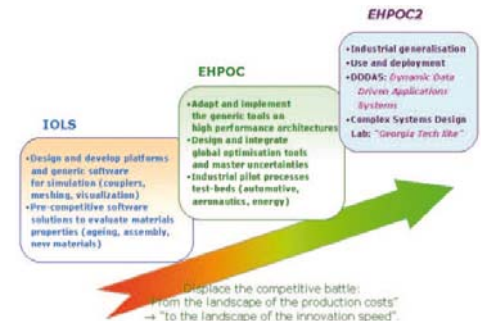 EHPOC2
•Industrial generalisation
•Use and deployment
•DDDAS: Dynamic Data
Driven Applications
Systems
•Complex Systems Design
Lab: "Georgia Tech like"
EHPOC
•Adapt and implement
the generic tools on
high performance architectures
•Design and integrate
global optimisation tools
and master uncertainties
•Industrial pilot processes
test-beds (automotive,
aeronautics, energy)
IOLS
•Design and develop platforms
and generic software
for simulation (couplers,
meshing, visualization)
•Pre-competitive software
solutions to evaluate materials
properties (ageing, assembly,
new materials)
Displace the competitive battle:
"From the landscape of the production costs"
→ "to the landscape of the innovation speed".